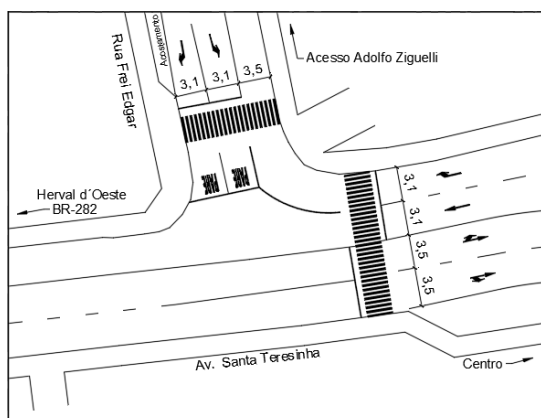 Rua Frei Edgar
Acostamento
3,1
3,1
3,5
Acesso Adolfo Ziguelli
Herval d´Oeste
BR-282
3,1
3,1
3,5
3,5
Av. Santa Teresinha
Centro